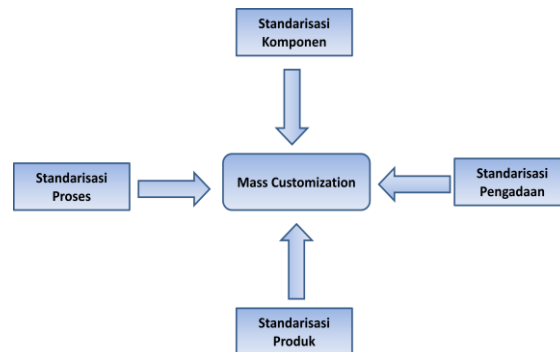 Standarisasi
Komponen
Standarisasi
Proses
Mass Customization
Standarisasi
Pengadaan
Standarisasi
Produk